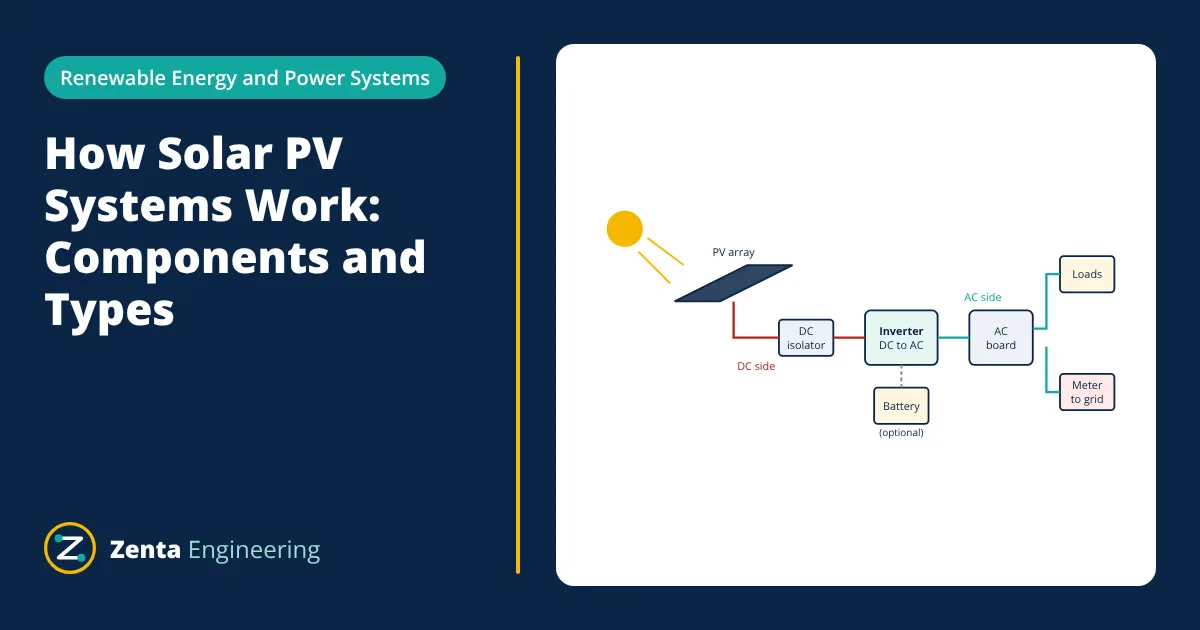 Renewable Energy and Power Systems
How Solar PV
Systems Work:
Components and
Types
Zenta Engineering
PV array
DC
isolator
DC side
Inverter
DC to AC
Battery
(optional)
AC side
AC
board
Loads
Meter
to grid